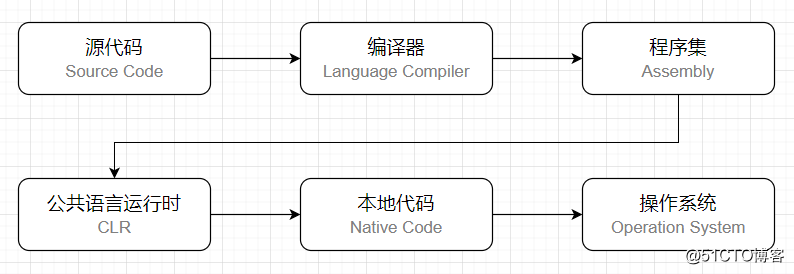 源代码
Source Code
编译器
Language Compiler
程序集
Assembly
公共语言运行时
CLR
本地代码
Native Code
操作系统
Operation System
@51CTO博客